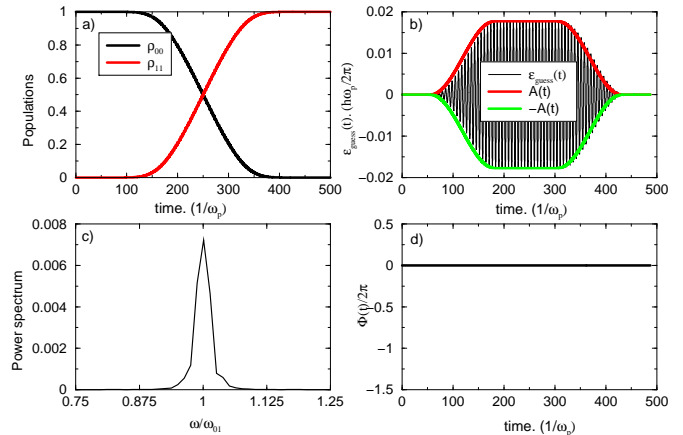 a)
ρ00
ρ11
Populations
1
0.8
0.6
0.4
0.2
0
0 100 200 300 400 500
time. (1/ωp)
b)
εguess(t)
A(t)
−A(t)
εguess(t). (ħωp/2π)
0.02
0.01
0
−0.01
−0.02
0 100 200 300 400 500
time. (1/ωp)
c)
Power spectrum
0.008
0.006
0.004
0.002
0
0.75 0.875 1 1.125 1.25
ω/ω01
d)
Φ(t)/2π
0.5
0
−0.5
−1
−1.5
0 100 200 300 400 500
time. (1/ωp)